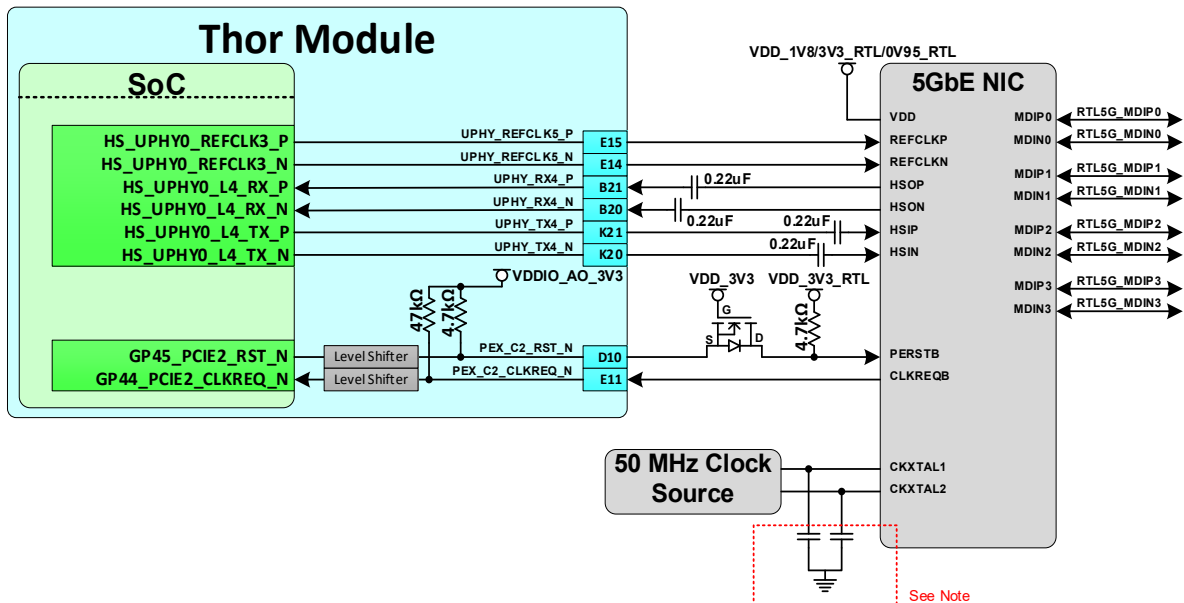 Thor Module
SoC
HS_UPHY0_REFCLK3_P
HS_UPHY0_REFCLK3_N
HS_UPHY0_L4_RX_P
HS_UPHY0_L4_RX_N
HS_UPHY0_L4_TX_P
HS_UPHY0_L4_TX_N
GP45_PCIE2_RST_N
GP44_PCIE2_CLKREQ_N
Level Shifter
Level Shifter
UPHY_REFCLK5_P
UPHY_REFCLK5_N
UPHY_RX4_P
UPHY_RX4_N
UPHY_TX4_P
UPHY_TX4_N
VDDIO_AO_3V3
47kΩ
4.7kΩ
PEX_C2_RST_N
PEX_C2_CLKREQ_N
E15
E14
B21
B20
K21
K20
D10
E11
0.22uF
0.22uF
0.22uF
0.22uF
VDD_3V3
G
S
D
VDD_3V3_RTL
4.7kΩ
VDD_1V8/3V3_RTL/0V95_RTL
5GbE NIC
VDD
REFCLKP
REFCLKN
HSOP
HSON
HSIP
HSIN
PERSTB
CLKREQB
CKXTAL1
CKXTAL2
MDIP0
MDIN0
MDIP1
MDIN1
MDIP2
MDIN2
MDIP3
MDIN3
RTL5G_MDIP0
RTL5G_MDIN0
RTL5G_MDIP1
RTL5G_MDIN1
RTL5G_MDIP2
RTL5G_MDIN2
RTL5G_MDIP3
RTL5G_MDIN3
50 MHz Clock
Source
See Note